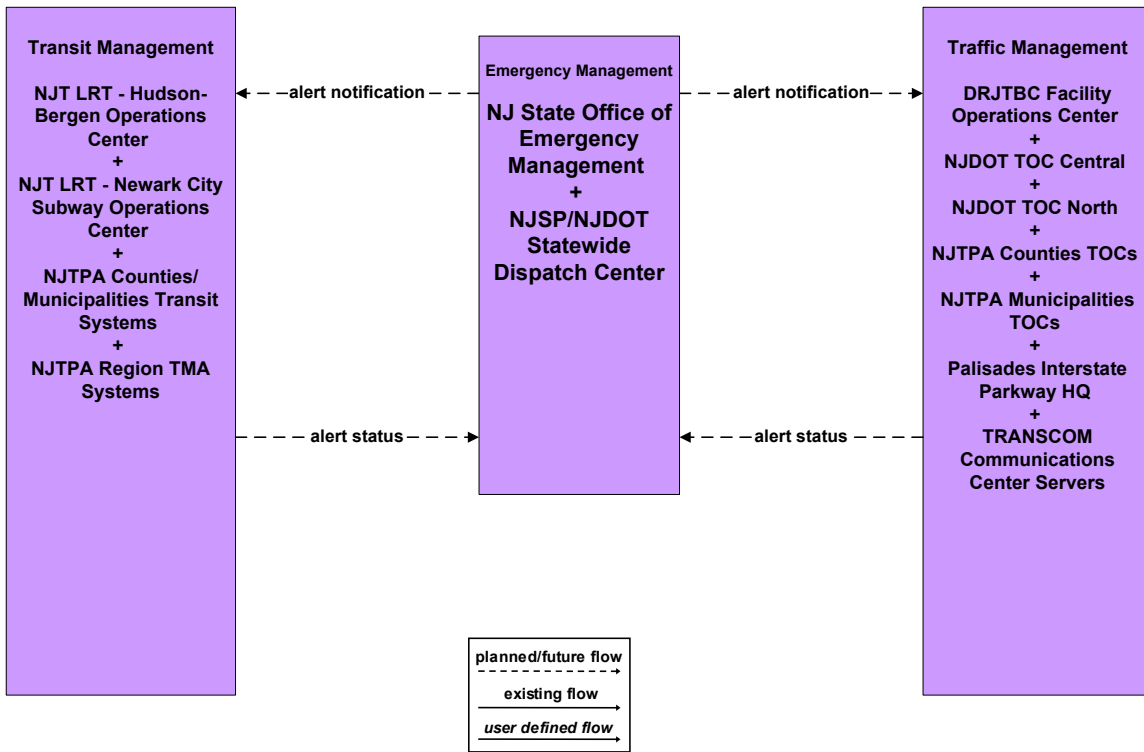 Transit Management
NJT LRT - Hudson-
Bergen Operations
Center
+
NJT LRT - Newark City
Subway Operations
Center
+
NJTPA Counties/
Municipalities Transit
Systems
+
NJTPA Region TMA
Systems
alert notification
alert status
Emergency Management
NJ State Office of
Emergency
Management
+
NJSP/NJDOT
Statewide
Dispatch Center
alert notification
alert status
Traffic Management
DRJTBC Facility
Operations Center
+
NJDOT TOC Central
+
NJDOT TOC North
+
NJTPA Counties TOCs
+
NJTPA Municipalities
TOCs
+
Palisades Interstate
Parkway HQ
+
TRANSCOM
Communications
Center Servers
planned/future flow
existing flow
user defined flow